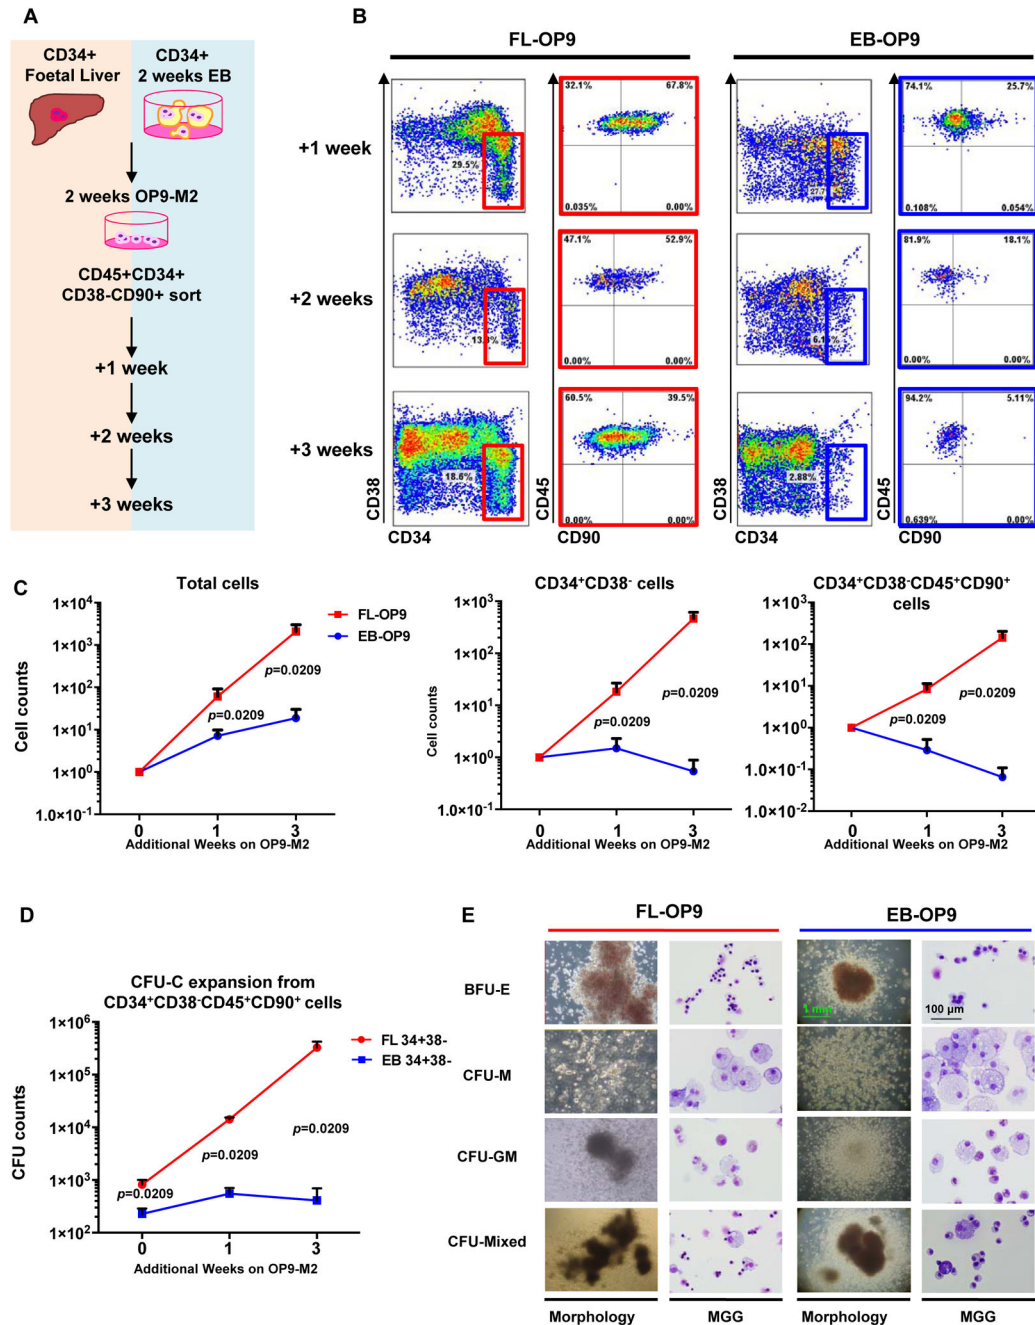 A
CD34+
Foetal Liver
CD34+
2 weeks EB
2 weeks OP9-M2
CD45+CD34+
CD38-CD90+ sort
+1 week
+2 weeks
+3 weeks
B
FL-OP9
EB-OP9
+1 week
29.5%
32.1%
67.8%
0.035%
0.00%
27.7
74.1%
25.7%
0.108%
0.054%
+2 weeks
47.1%
52.9%
0.00%
0.00%
81.9%
18.1%
0.00%
0.00%
+3 weeks
18.6%
60.5%
39.5%
0.00%
0.00%
2.88%
94.2%
5.11%
0.639%
0.00%
CD38
CD45
CD38
CD45
CD34
CD90
CD34
CD90
C
Total cells
1×10⁴
1×10³
1×10²
1×10¹
1×10⁰
1.0×10⁻¹
Cell counts
FL-OP9
EB-OP9
p=0.0209
p=0.0209
0
1
3
Additional Weeks on OP9-M2
CD34⁺CD38⁻ cells
1×10³
1×10²
1×10¹
1×10⁰
1.0×10⁻¹
Cell counts
p=0.0209
p=0.0209
0
1
3
Additional Weeks on OP9-M2
CD34⁺CD38⁻CD45⁺CD90⁺
cells
1×10³
1×10²
1×10¹
1×10⁰
1.0×10⁻¹
1.0×10⁻²
p=0.0209
p=0.0209
0
1
3
Additional Weeks on OP9-M2
D
CFU-C expansion from
CD34⁺CD38⁻CD45⁺CD90⁺ cells
1×10⁶
1×10⁵
1×10⁴
1×10³
1×10²
CFU counts
FL 34+38-
EB 34+38-
p=0.0209
p=0.0209
p=0.0209
0
1
3
Additional Weeks on OP9-M2
E
FL-OP9
EB-OP9
BFU-E
1 mm
100 µm
CFU-M
CFU-GM
CFU-Mixed
Morphology
MGG
Morphology
MGG